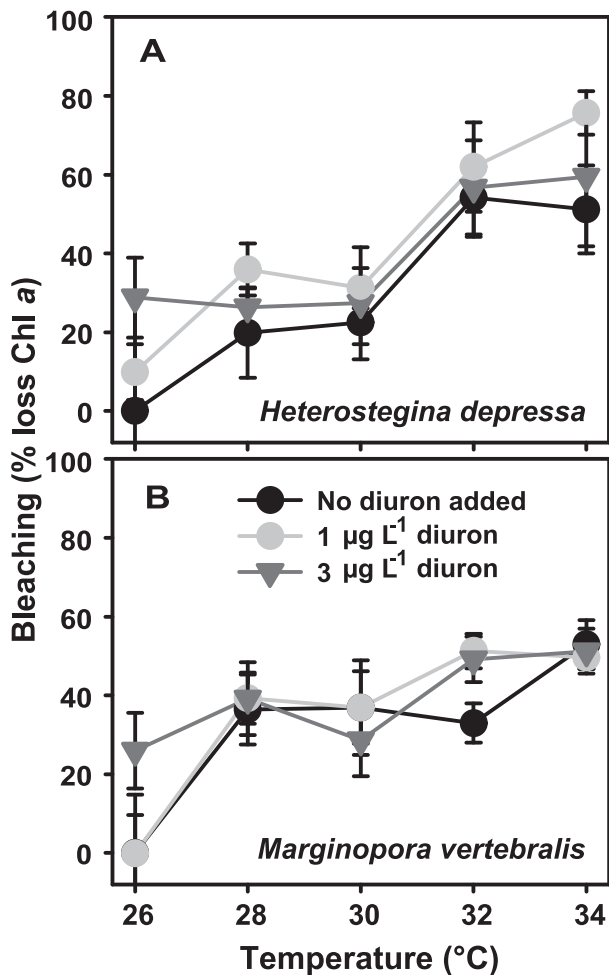 100
A
80
60
40
20
0
Heterostegina depressa
Bleaching (% loss Chl a)
100
B
No diuron added
1 µg L-1 diuron
3 µg L-1 diuron
80
60
40
20
0
Marginopora vertebralis
26 28 30 32 34
Temperature (°C)